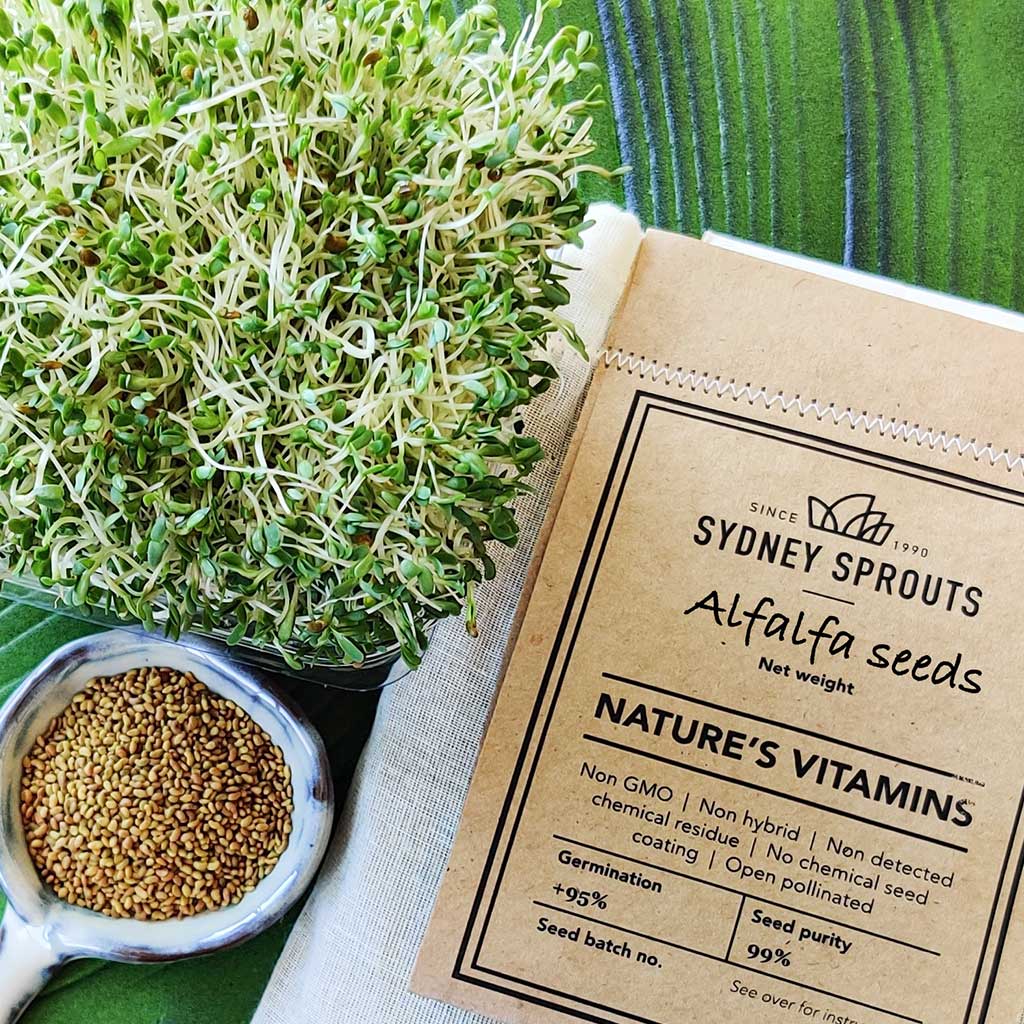 SINCE 1990
SYDNEY SPROUTS
Alfalfa seeds
Net weight
NATURE'S VITAMINS
Non GMO | Non hybrid | Non detected
chemical residue | No chemical seed -
coating | Open pollinated
Germination
+95%
Seed purity
99%
Seed batch no.
See over for